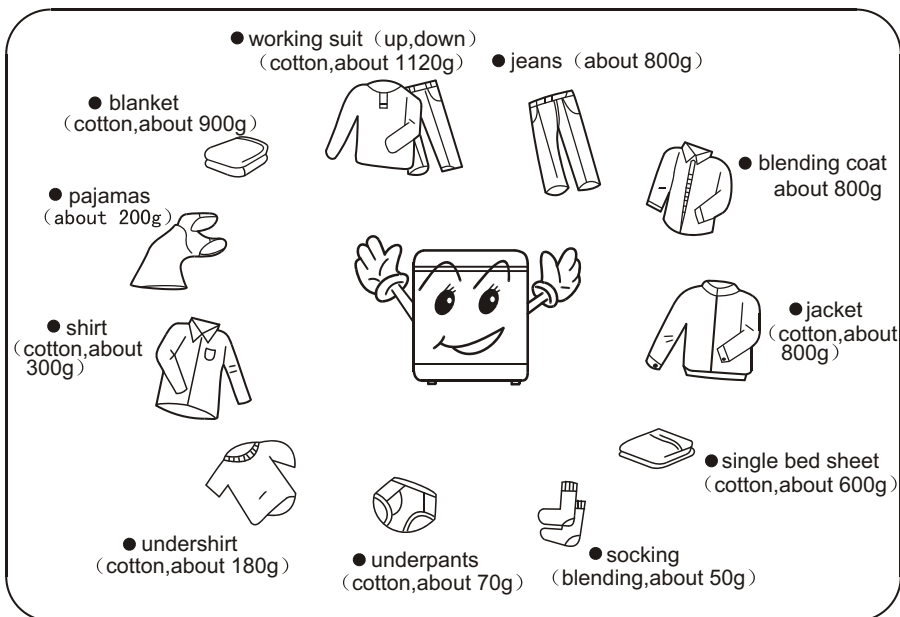 ● working suit（up,down）
（cotton,about 1120g）
● jeans（about 800g）
● blanket
（cotton,about 900g）
● blending coat
about 800g
● pajamas
（about 200g）
● jacket
（cotton,about
800g）
● shirt
（cotton,about
300g）
● single bed sheet
（cotton,about 600g）
● undershirt
（cotton,about 180g）
● underpants
（cotton,about 70g）
● socking
（blending,about 50g）